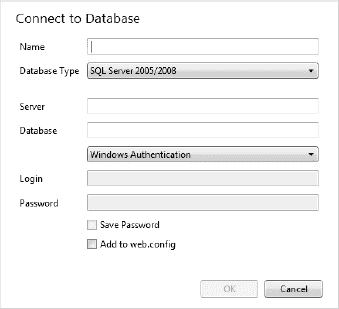 Connect to Database
Name
Database Type SQL Server 2005/2008
Server
Database
Windows Authentication
Login
Password
Save Password
Add to web.config
OK Cancel